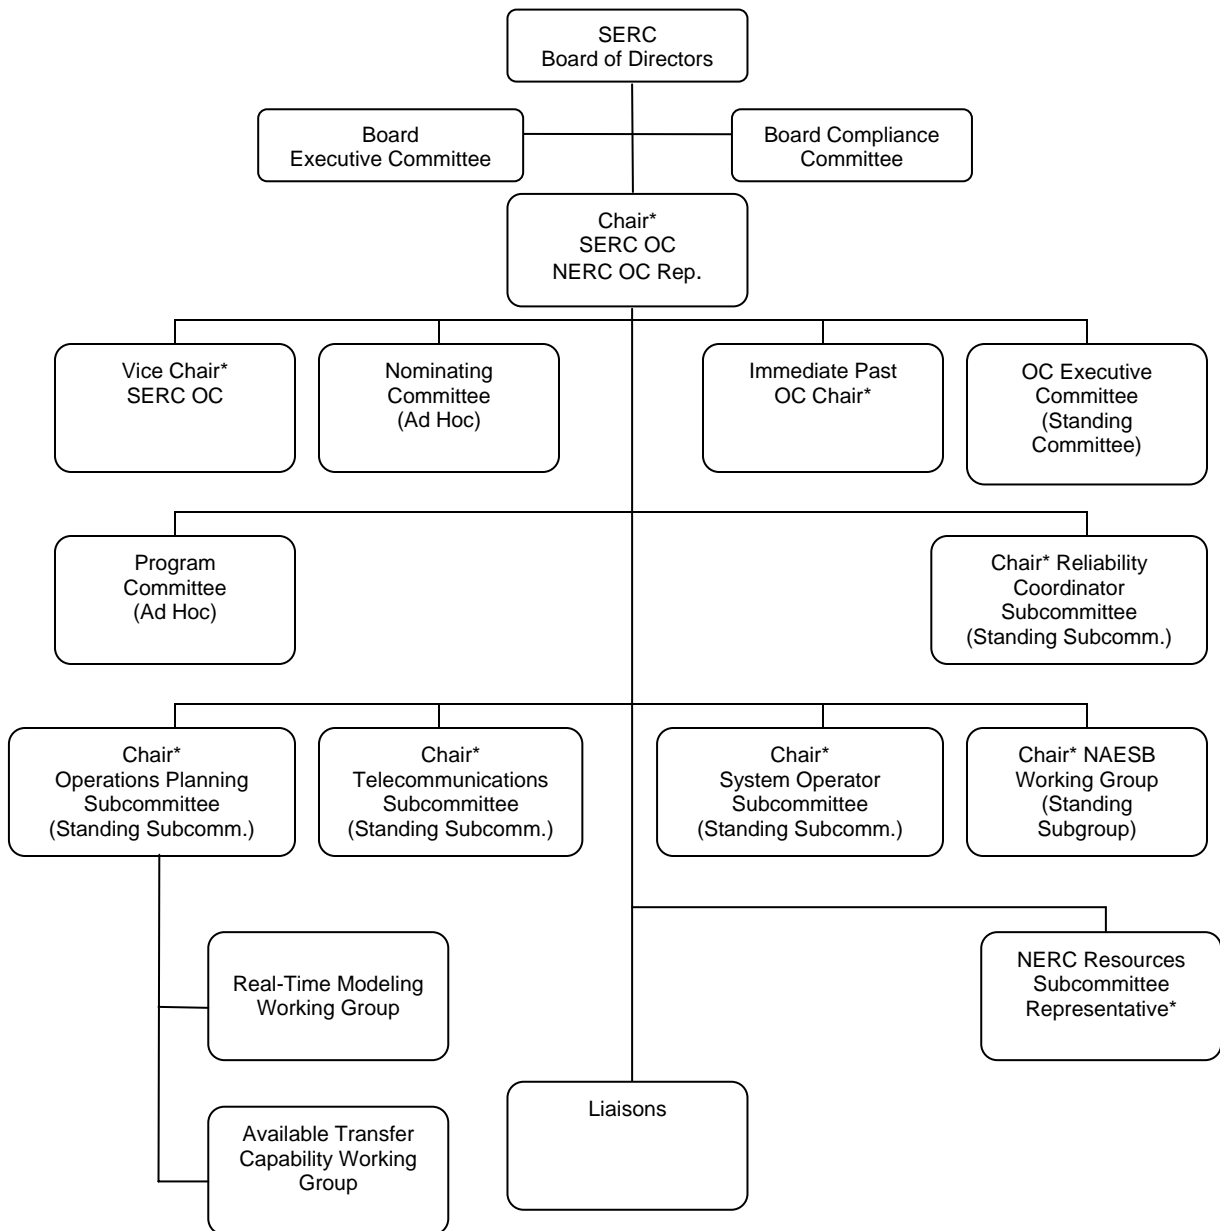 SERC
Board of Directors
Board
Executive Committee
Board Compliance
Committee
Chair*
SERC OC
NERC OC Rep.
Vice Chair*
SERC OC
Nominating
Committee
(Ad Hoc)
Immediate Past
OC Chair*
OC Executive
Committee
(Standing
Committee)
Program
Committee
(Ad Hoc)
Chair* Reliability
Coordinator
Subcommittee
(Standing Subcomm.)
Chair*
Operations Planning
Subcommittee
(Standing Subcomm.)
Chair*
Telecommunications
Subcommittee
(Standing Subcomm.)
Chair*
System Operator
Subcommittee
(Standing Subcomm.)
Chair* NAESB
Working Group
(Standing
Subgroup)
Real-Time Modeling
Working Group
NERC Resources
Subcommittee
Representative*
Available Transfer
Capability Working
Group
Liaisons